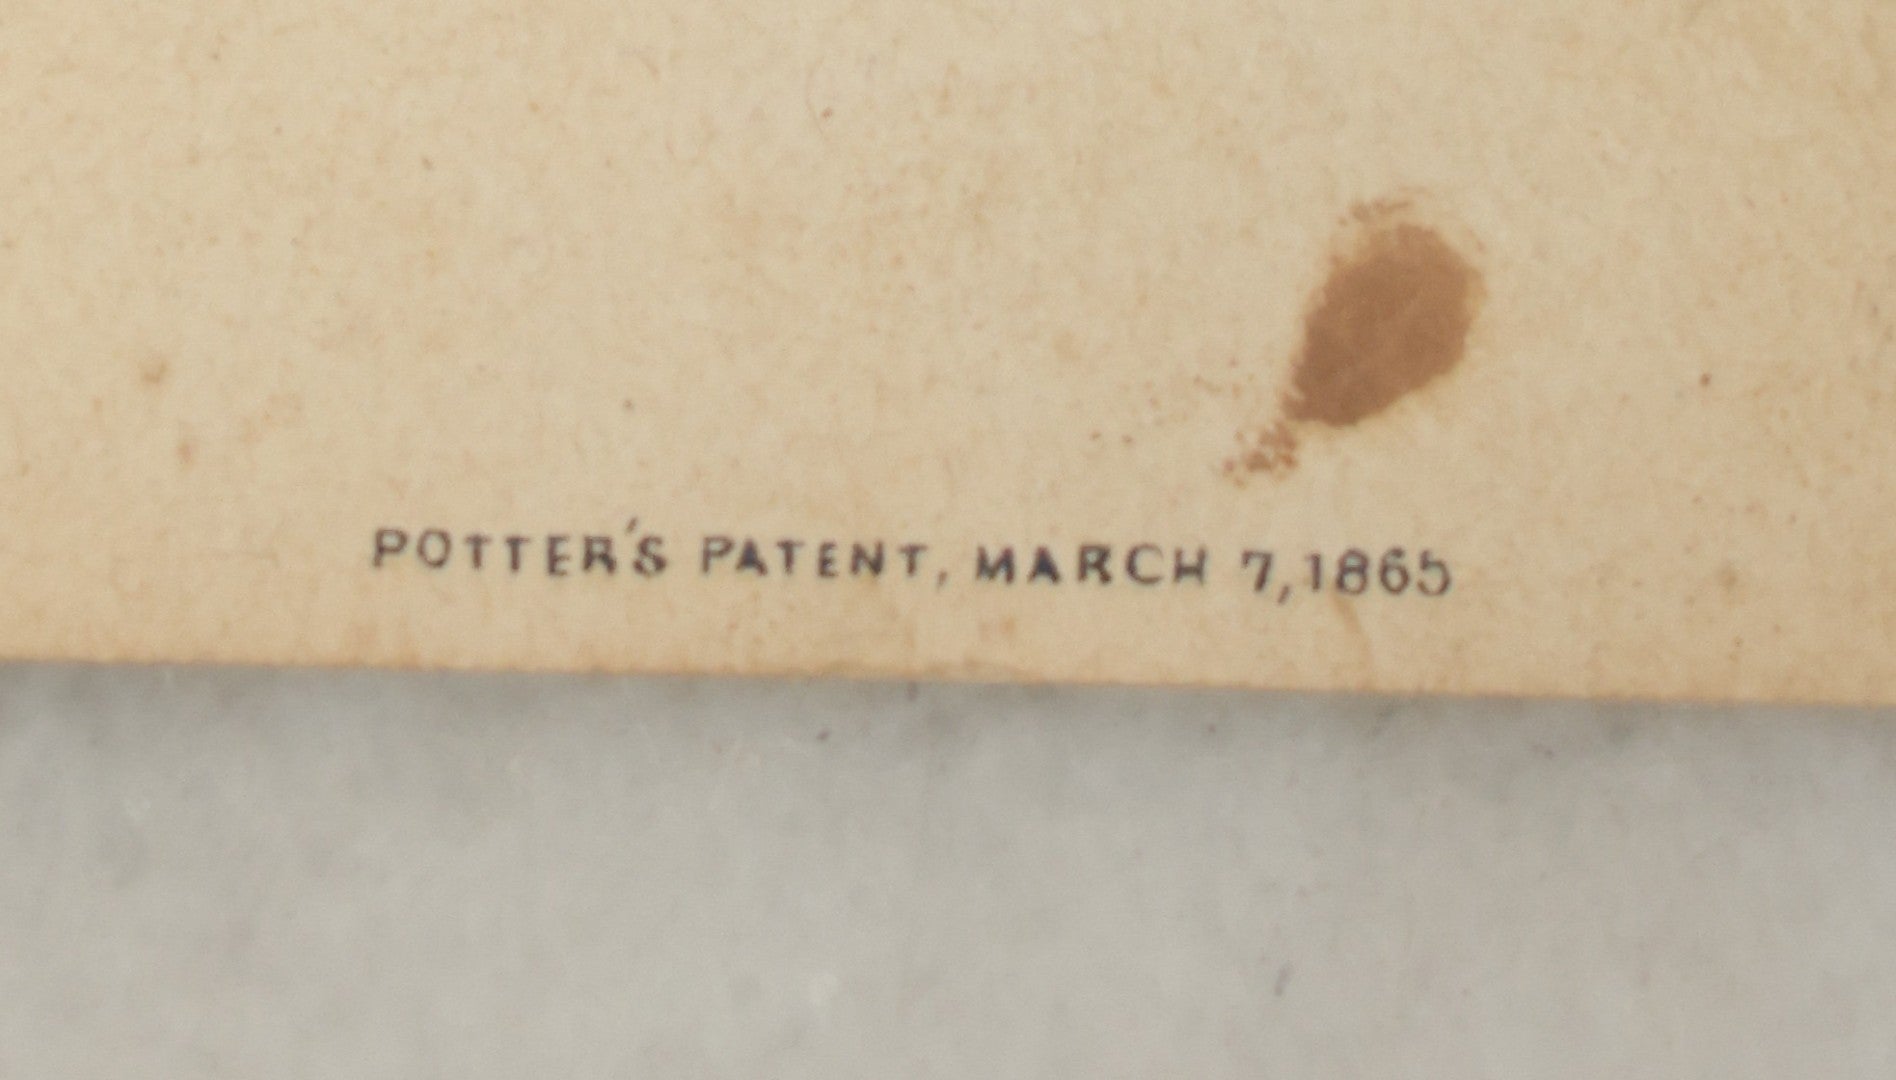 POTTER'S PATENT, MARCH 7, 1865